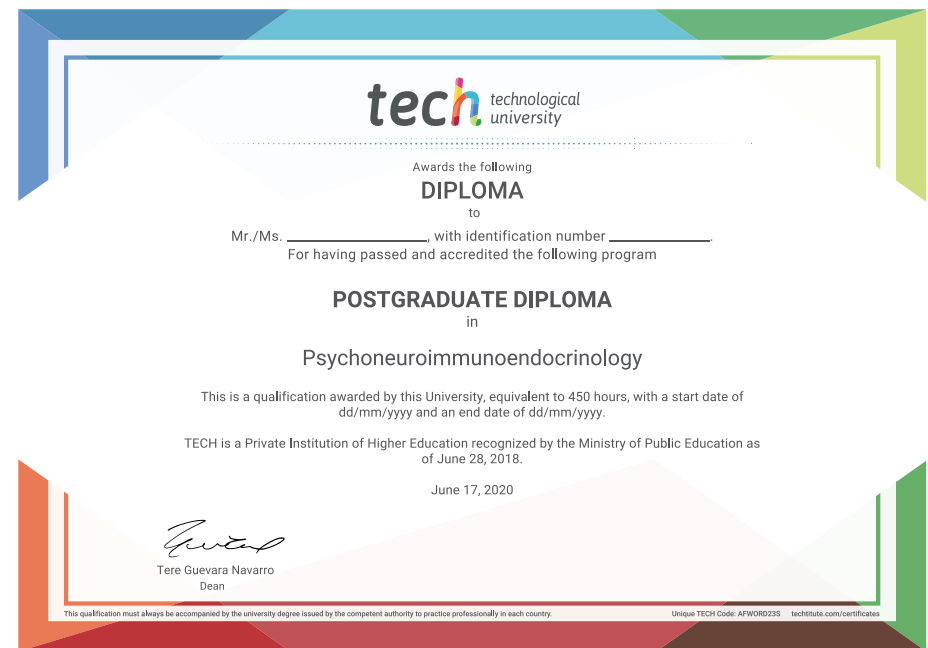 tech technological
university
Awards the following
DIPLOMA
to
Mr./Ms. ____________________, with identification number ______________.
For having passed and accredited the following program
POSTGRADUATE DIPLOMA
in
Psychoneuroimmunoendocrinology
This is a qualification awarded by this University, equivalent to 450 hours, with a start date of
dd/mm/yyyy and an end date of dd/mm/yyyy.
TECH is a Private Institution of Higher Education recognized by the Ministry of Public Education as
of June 28, 2018.
June 17, 2020
Tere Guevara Navarro
Dean
This qualification must always be accompanied by the university degree issued by the competent authority to practice professionally in each country.
Unique TECH Code: AFWORD23S techtitute.com/certificates